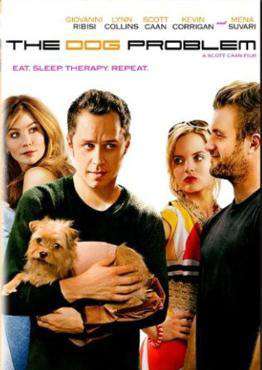 GIOVANNI RIBISI LYNN COLLINS SCOTT CAAN KEVIN CORRIGAN AND MENA SUVARI
THE DOG PROBLEM
A SCOTT CAAN FILM
EAT. SLEEP. THERAPY. REPEAT.